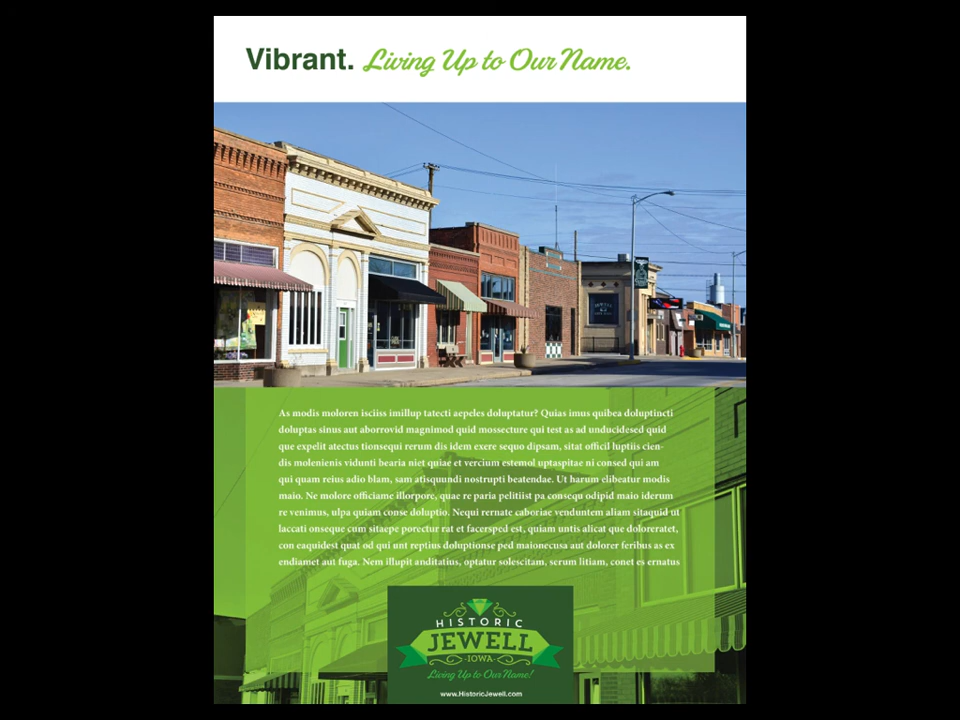 Vibrant. Living Up to Our Name.
As modis moloren isciiss imillup tatecti aepeles doluptatur? Quias imus quibea doluptincti
doluptas sinus aut aborrovid magnimod quid mossecture qui test as ad unducidesed quid
que expelit atectus tionsequi rerum dis idem exere sequo dipsam, sitat officil luptiis cien-
dis molenienis vidunti bearia niet quiae et vercium estemol uptaspitae ni consed qui am
qui quam reius adio blam, sam atisquundi nostrupti beatendae. Ut harum elibeatur modis
maio. Ne molore officiame illorpore, quae re paria pelitiist pa consequ odipid maio iderum
re venimus, ulpa quiam conse doluptio. Nequi rernate caboriae venduntem aliam sitaquid ut
laccati onseque cum sitaepe porectur rat et facersped est, quiam untis alicat que doloreratet,
con eaquidest quat od qui unt reptius doluptionse ped maionecusa aut dolorer feribus as ex
endiamet aut fuga. Nem illupit anditatius, optatur solescitam, serum litiam, conet es ernatus
HISTORIC
JEWELL
IOWA
Living Up to Our Name!
www.HistoricJewell.com